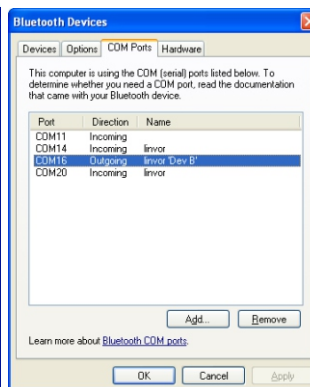 Bluetooth Devices
Devices Options COM Ports Hardware
This computer is using the COM (serial) ports listed below. To
determine whether you need a COM port, read the documentation
that came with your Bluetooth device.
Port Direction Name
COM11 Incoming
COM14 Incoming linvor
COM16 Outgoing linvor 'Dev B'
COM20 Incoming linvor
Add... Remove
Learn more about Bluetooth COM ports.
OK Cancel Apply